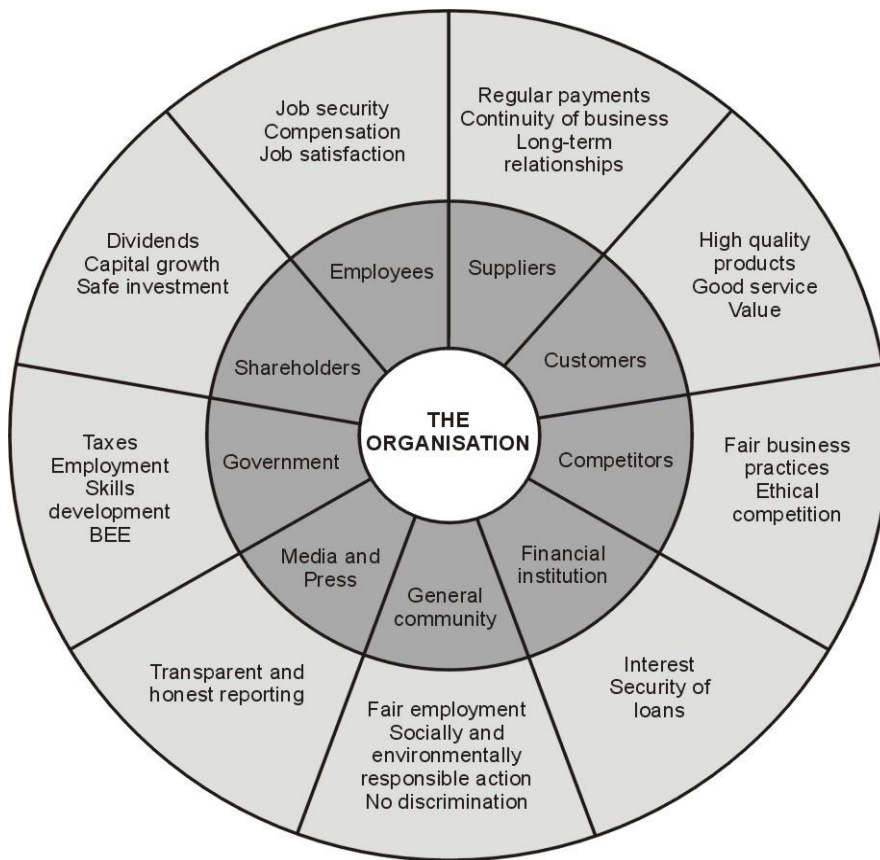 THE
ORGANISATION
Employees
Job security
Compensation
Job satisfaction
Suppliers
Regular payments
Continuity of business
Long-term
relationships
Customers
High quality
products
Good service
Value
Competitors
Fair business
practices
Ethical
competition
Financial
institution
Interest
Security of
loans
General
community
Fair employment
Socially and
environmentally
responsible action
No discrimination
Media and
Press
Transparent and
honest reporting
Government
Taxes
Employment
Skills
development
BEE
Shareholders
Dividends
Capital growth
Safe investment